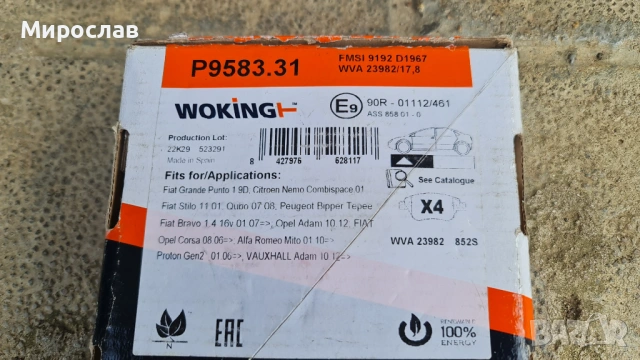 Мирослав
P9583.31
FMSI 9192 D1967
WVA 23982/17,8
WOKING
E9
90R - 01112/461
ASS 858 01 - 0
Production Lot:
22K29 523291
Made in Spain
8 427976 628117
Fits for/Applications:
See Catalogue
Fiat Grande Punto 1.9D, Citroen Nemo Combispace 01
Fiat Stilo 11.01, Qubo 07 08, Peugeot Bipper Tepee
X4
Fiat Bravo 1.4 16v 01.07=>, Opel Adam 10.12, FIAT
Opel Corsa 08.06=>, Alfa Romeo Mito 01.10=>
WVA 23982 852S
Proton Gen2 01.06=>, VAUXHALL Adam 10.12=>
N
EAC
100%
ENERGY
bazar